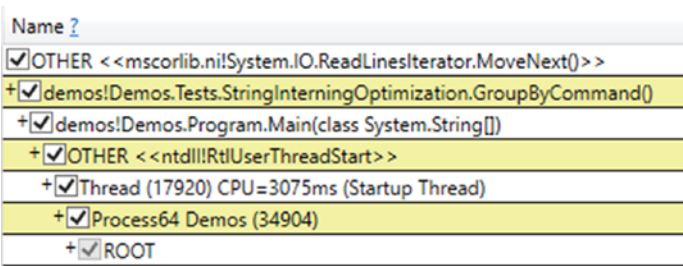 Name ?
OTHER <<mscorlib.ni!System.IO.ReadLinesIterator.MoveNext()>>
+ demos!Demos.Tests.StringInterningOptimization.GroupByCommand()
+ demos!Demos.Program.Main(class System.String[])
+ OTHER <<ntdll!RtlUserThreadStart>>
+ Thread (17920) CPU=3075ms (Startup Thread)
+ Process64 Demos (34904)
+ ROOT